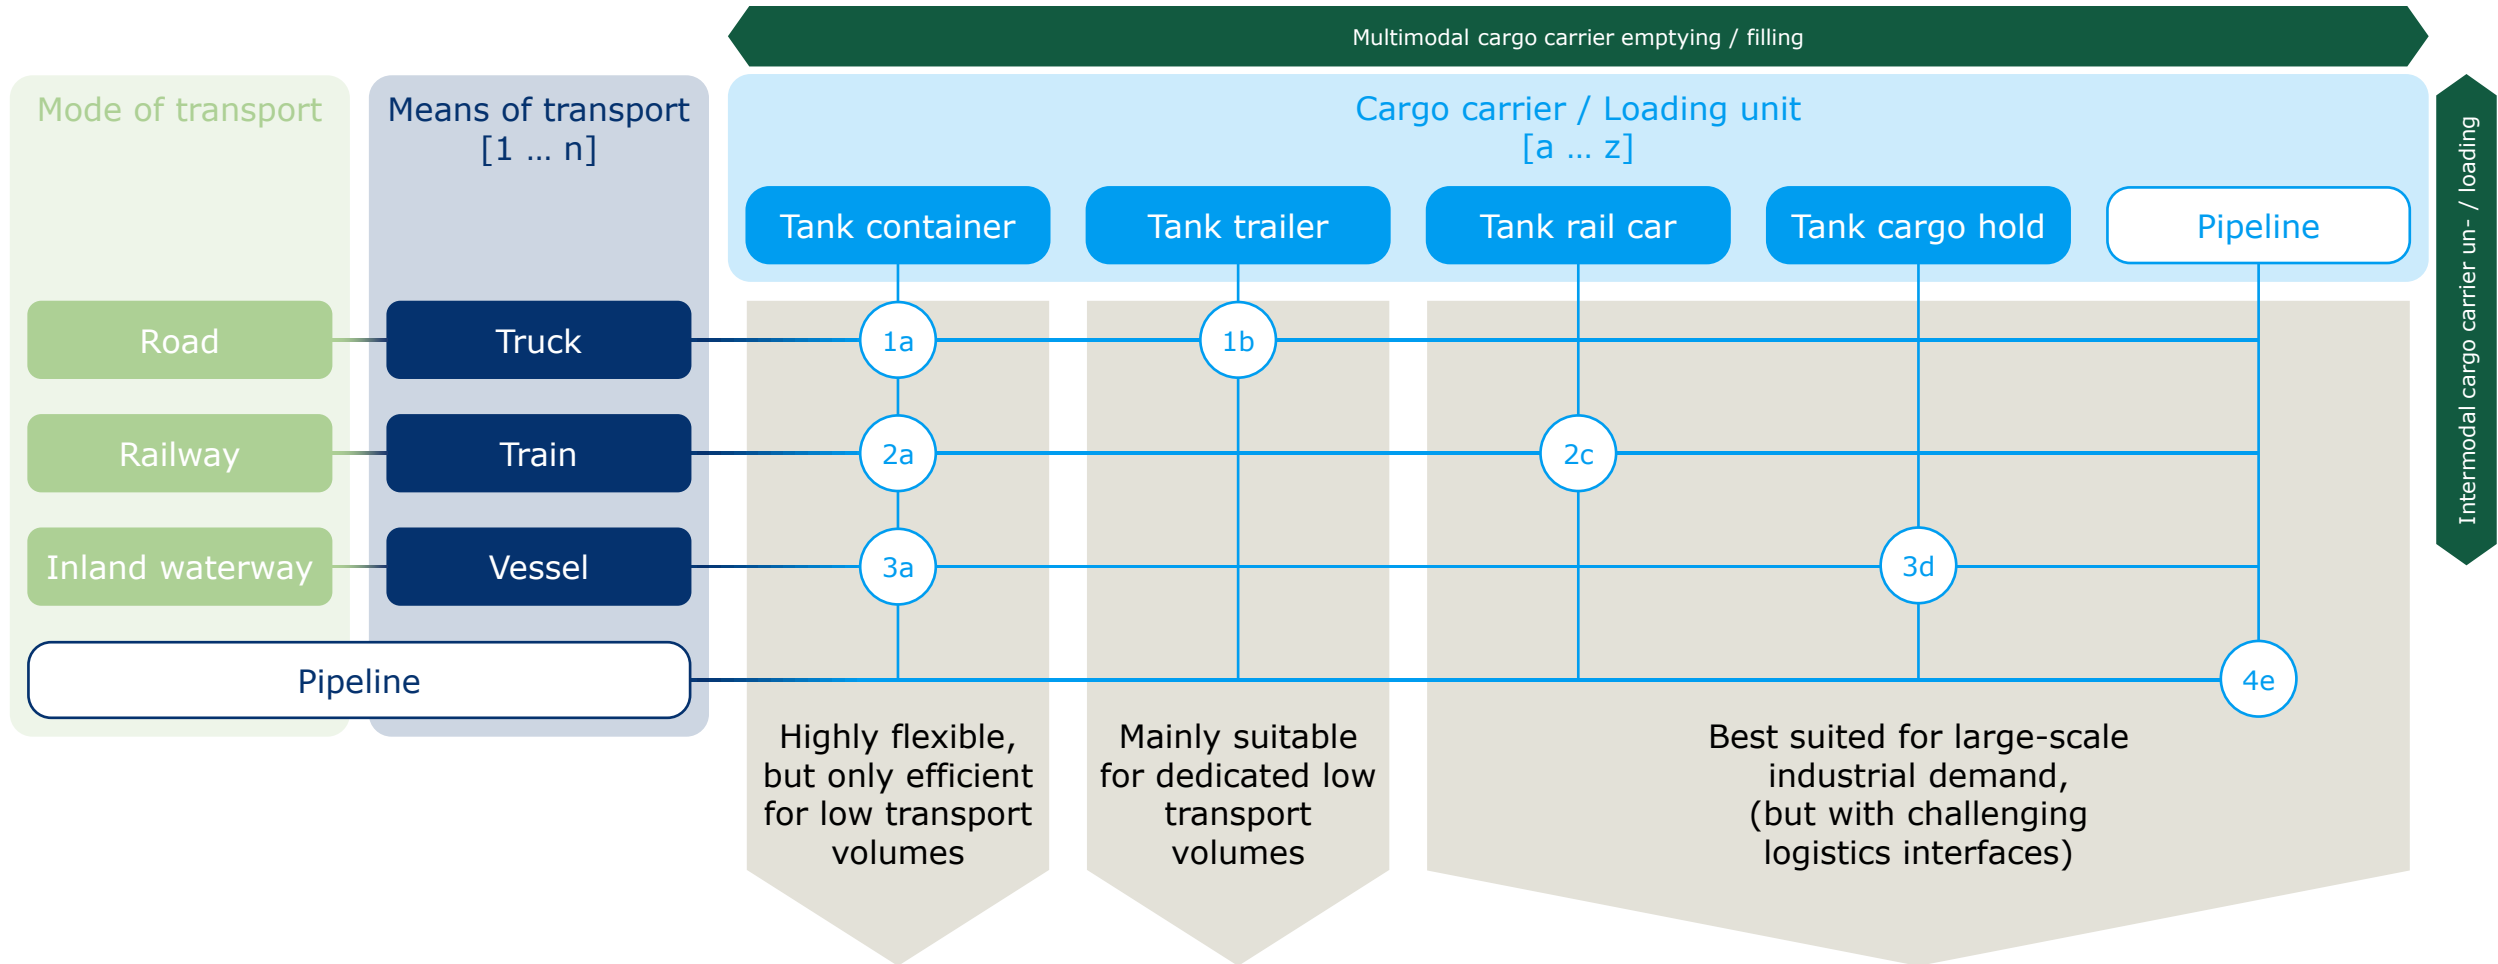 Multimodal cargo carrier emptying / filling
Mode of transport
Means of transport
[1 … n]
Cargo carrier / Loading unit
[a … z]
Intermodal cargo carrier un- / loading
Tank container
Tank trailer
Tank rail car
Tank cargo hold
Pipeline
Road
Truck
1a
1b
Railway
Train
2a
2c
Inland waterway
Vessel
3a
3d
Pipeline
4e
Highly flexible,
but only efficient
for low transport
volumes
Mainly suitable
for dedicated low
transport
volumes
Best suited for large-scale
industrial demand,
(but with challenging
logistics interfaces)